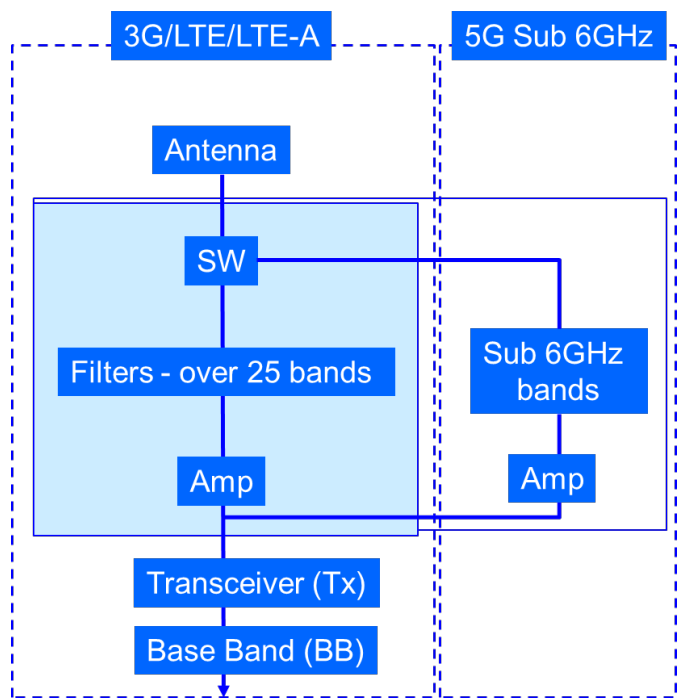 3G/LTE/LTE-A
5G Sub 6GHz
Antenna
SW
Filters - over 25 bands
Sub 6GHz
bands
Amp
Amp
Transceiver (Tx)
Base Band (BB)